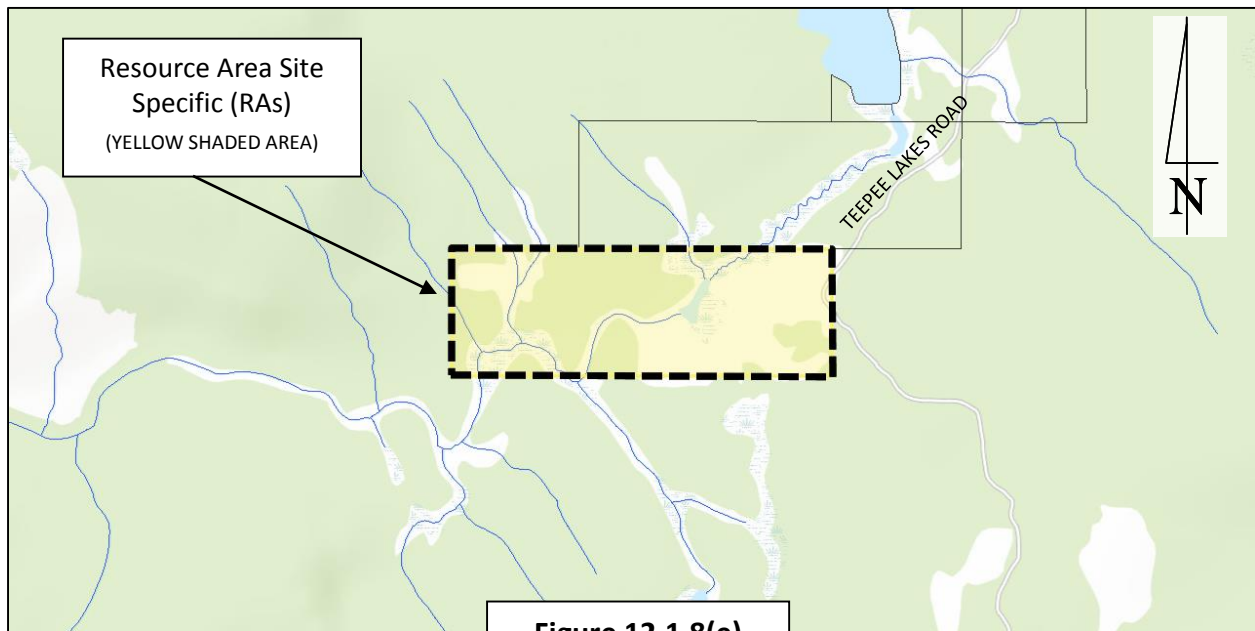 Resource Area Site
Specific (RAs)
(YELLOW SHADED AREA)
TEEPEE LAKES ROAD
N
Figure 12.1.8(e)